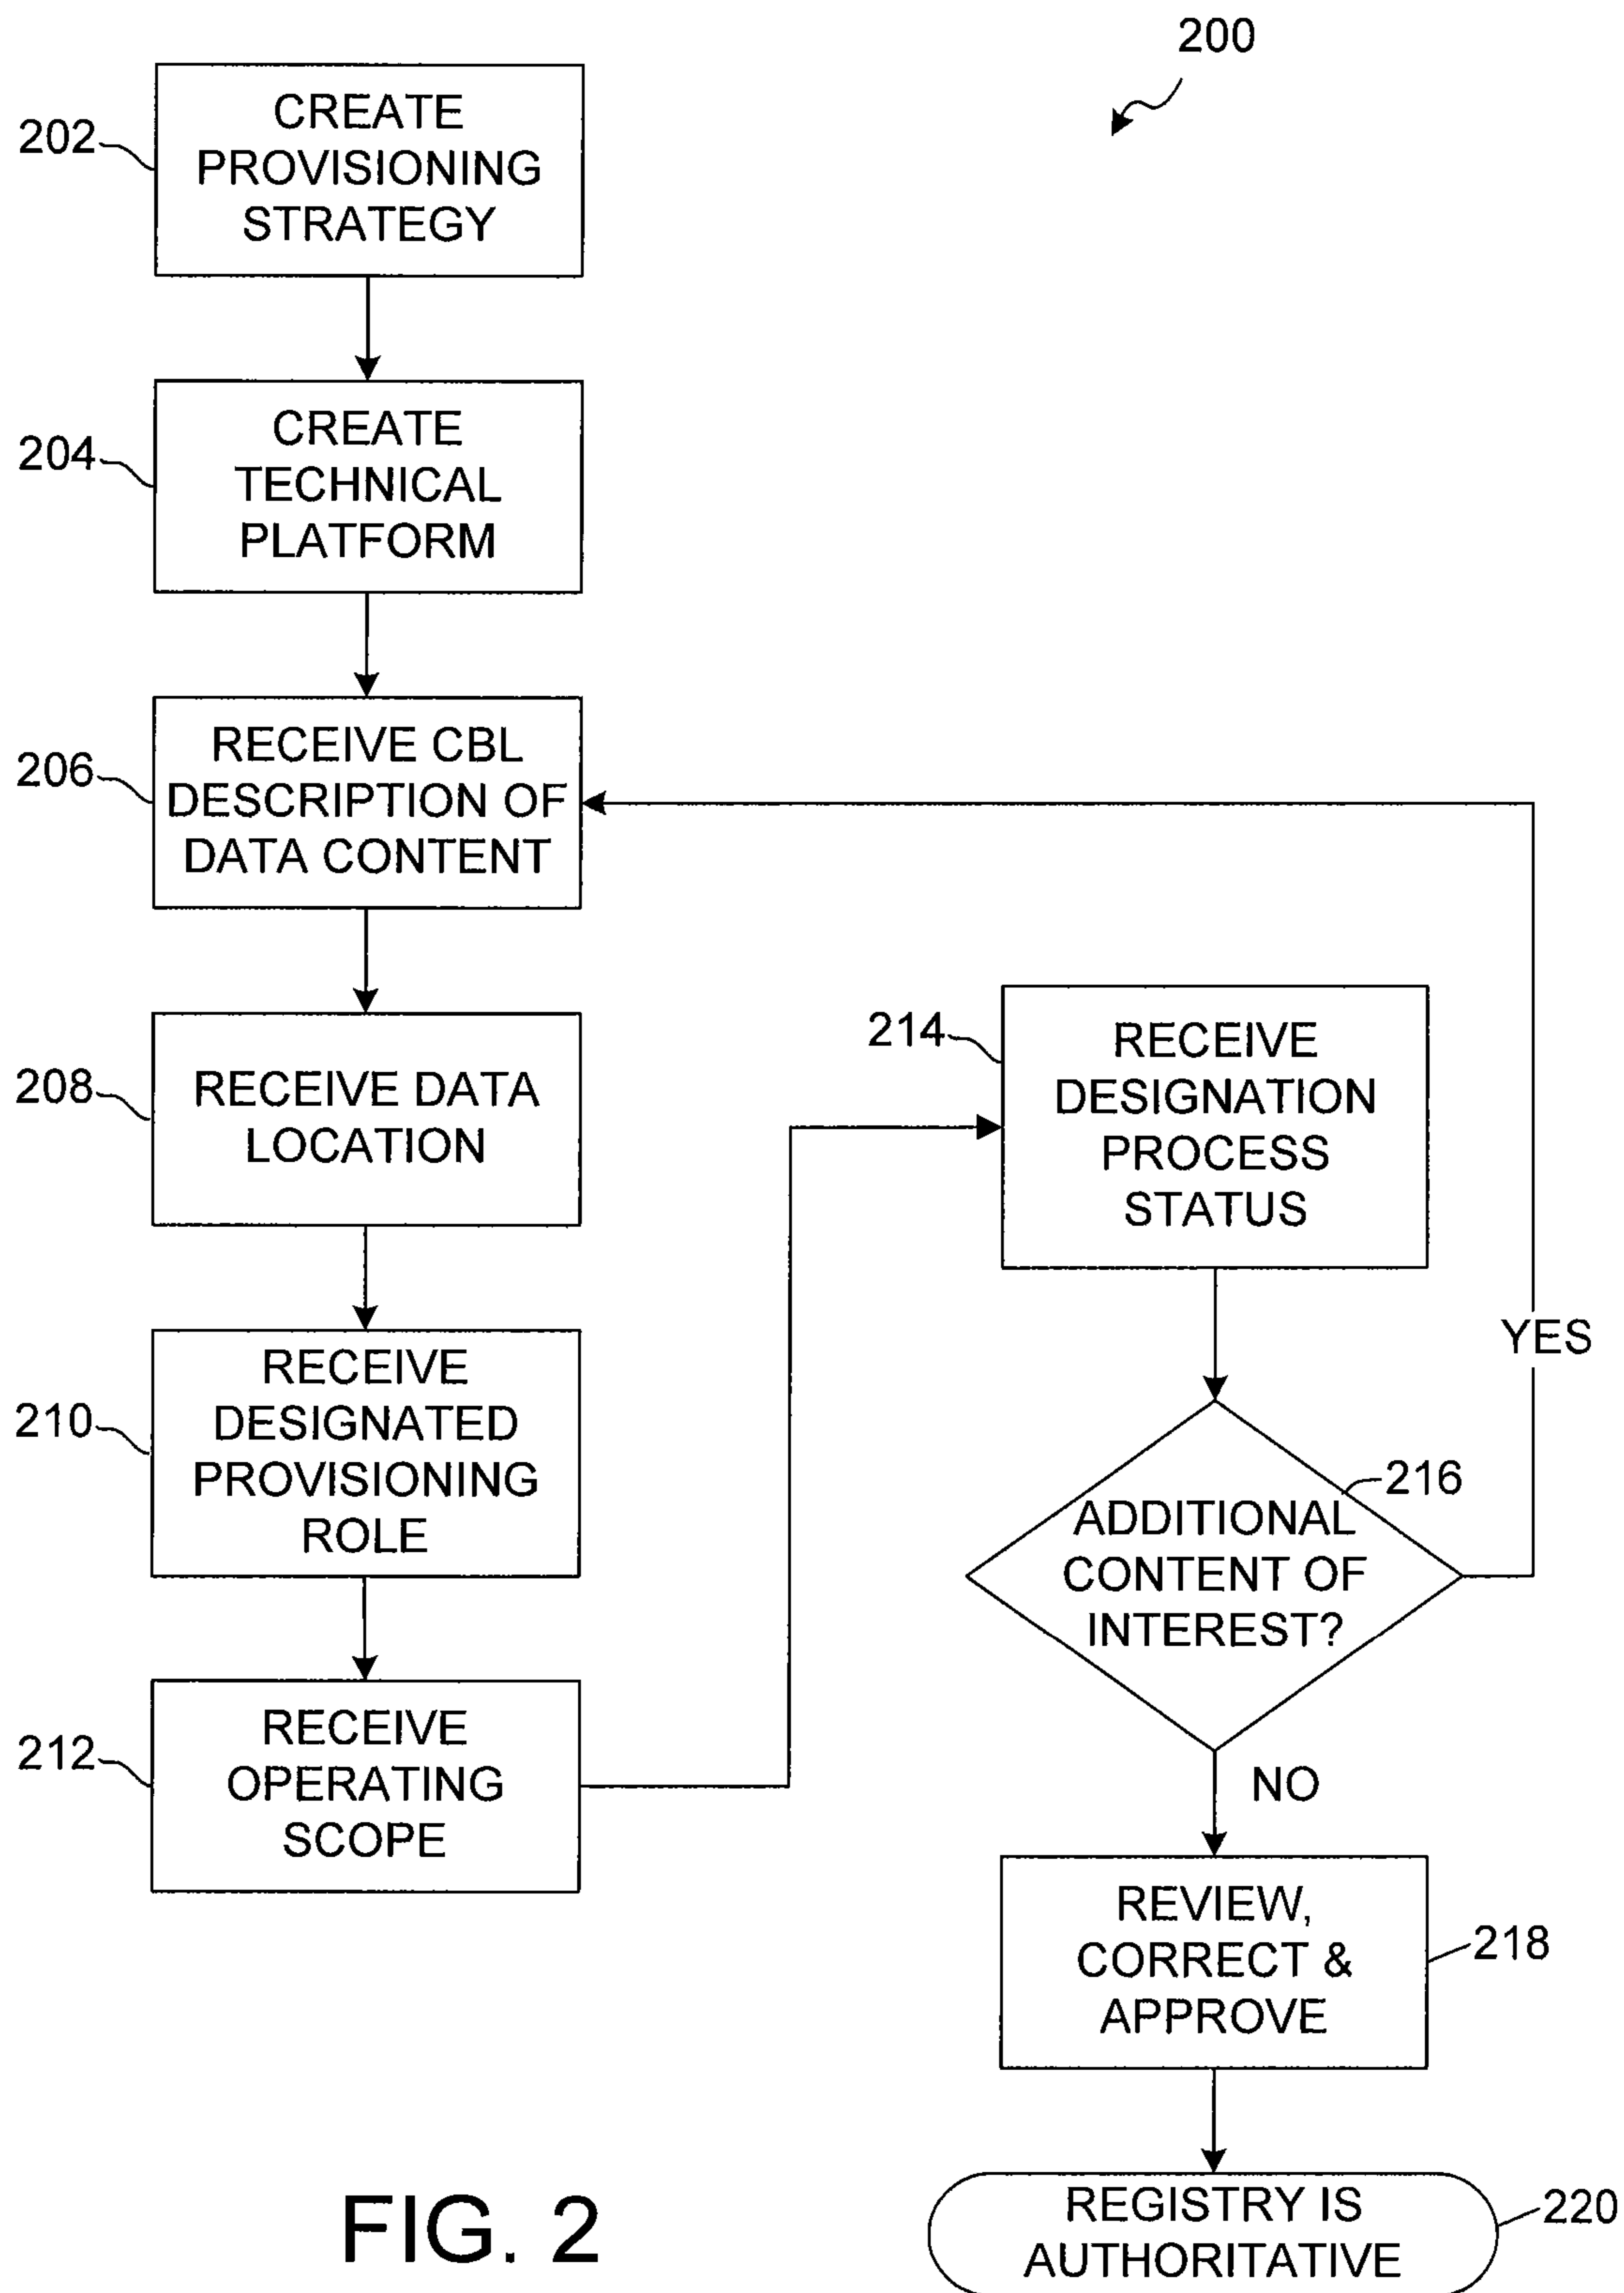 200
202
CREATE
PROVISIONING
STRATEGY
204
CREATE
TECHNICAL
PLATFORM
206
RECEIVE CBL
DESCRIPTION OF
DATA CONTENT
208
RECEIVE DATA
LOCATION
210
RECEIVE
DESIGNATED
PROVISIONING
ROLE
212
RECEIVE
OPERATING
SCOPE
214
RECEIVE
DESIGNATION
PROCESS
STATUS
YES
216
ADDITIONAL
CONTENT OF
INTEREST?
NO
REVIEW,
CORRECT &
APPROVE
218
REGISTRY IS
AUTHORITATIVE
220
FIG. 2